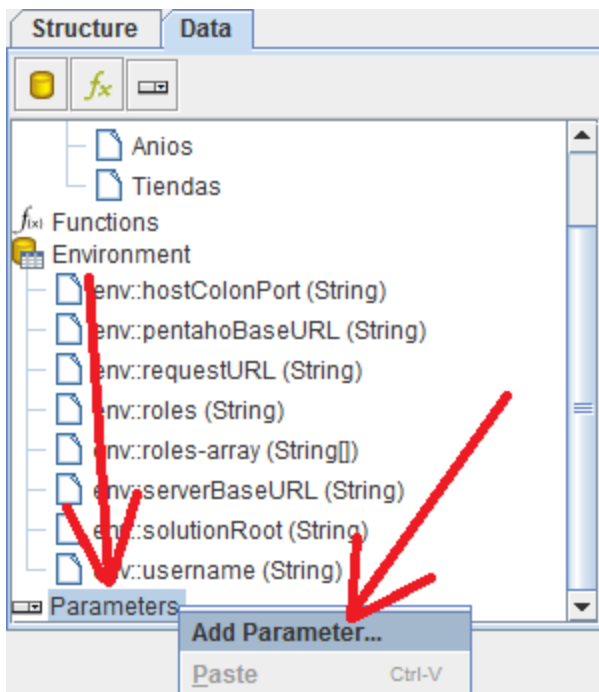 Structure Data
fx
Anios
Tiendas
f(x) Functions
Environment
env::hostColonPort (String)
env::pentahoBaseURL (String)
env::requestURL (String)
env::roles (String)
env::roles-array (String[])
env::serverBaseURL (String)
env::solutionRoot (String)
env::username (String)
Parameters
Add Parameter...
Paste Ctrl-V